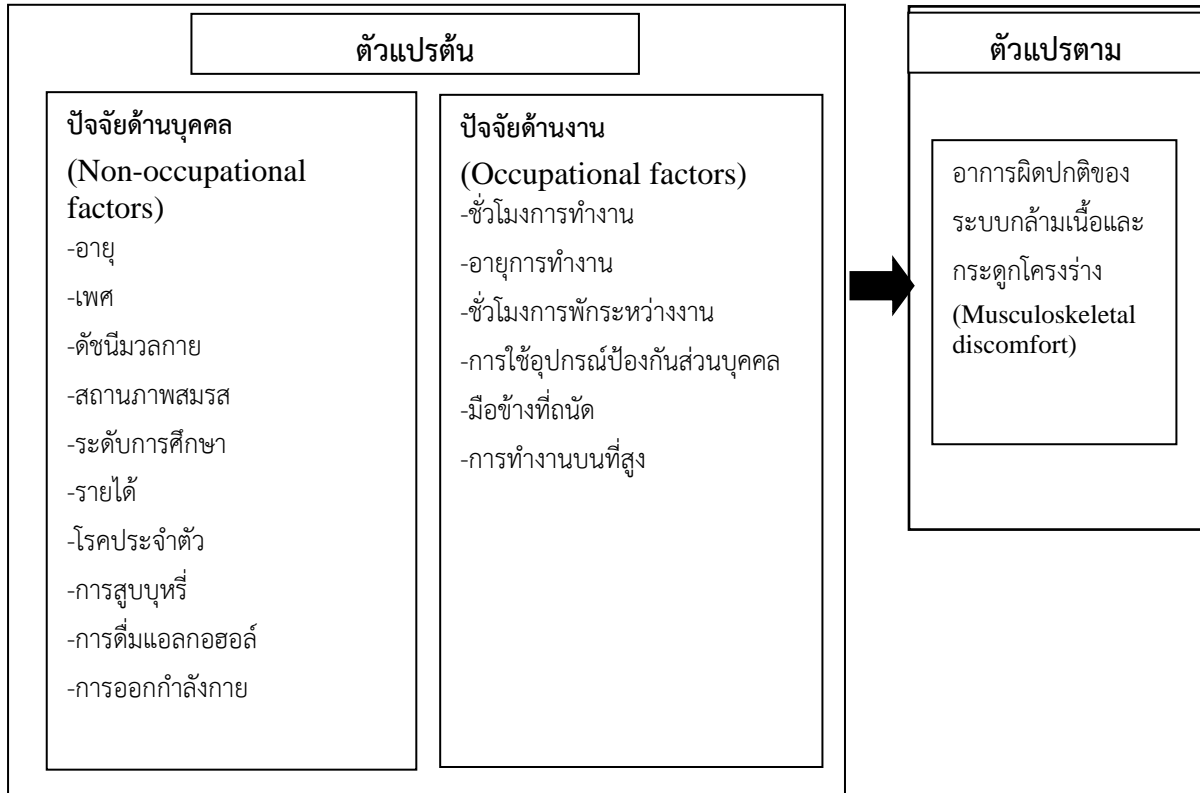 ตัวแปรต้น
ปัจจัยด้านบุคคล
(Non-occupational
factors)
-อายุ
-เพศ
-ดัชนีมวลกาย
-สถานภาพสมรส
-ระดับการศึกษา
-รายได้
-โรคประจำตัว
-การสูบบุหรี่
-การดื่มแอลกอฮอล์
-การออกกำลังกาย
ปัจจัยด้านงาน
(Occupational factors)
-ชั่วโมงการทำงาน
-อายุการทำงาน
-ชั่วโมงการพักระหว่างงาน
-การใช้อุปกรณ์ป้องกันส่วนบุคคล
-มือข้างที่ถนัด
-การทำงานบนที่สูง
ตัวแปรตาม
อาการผิดปกติของ
ระบบกล้ามเนื้อและ
กระดูกโครงร่าง
(Musculoskeletal
discomfort)